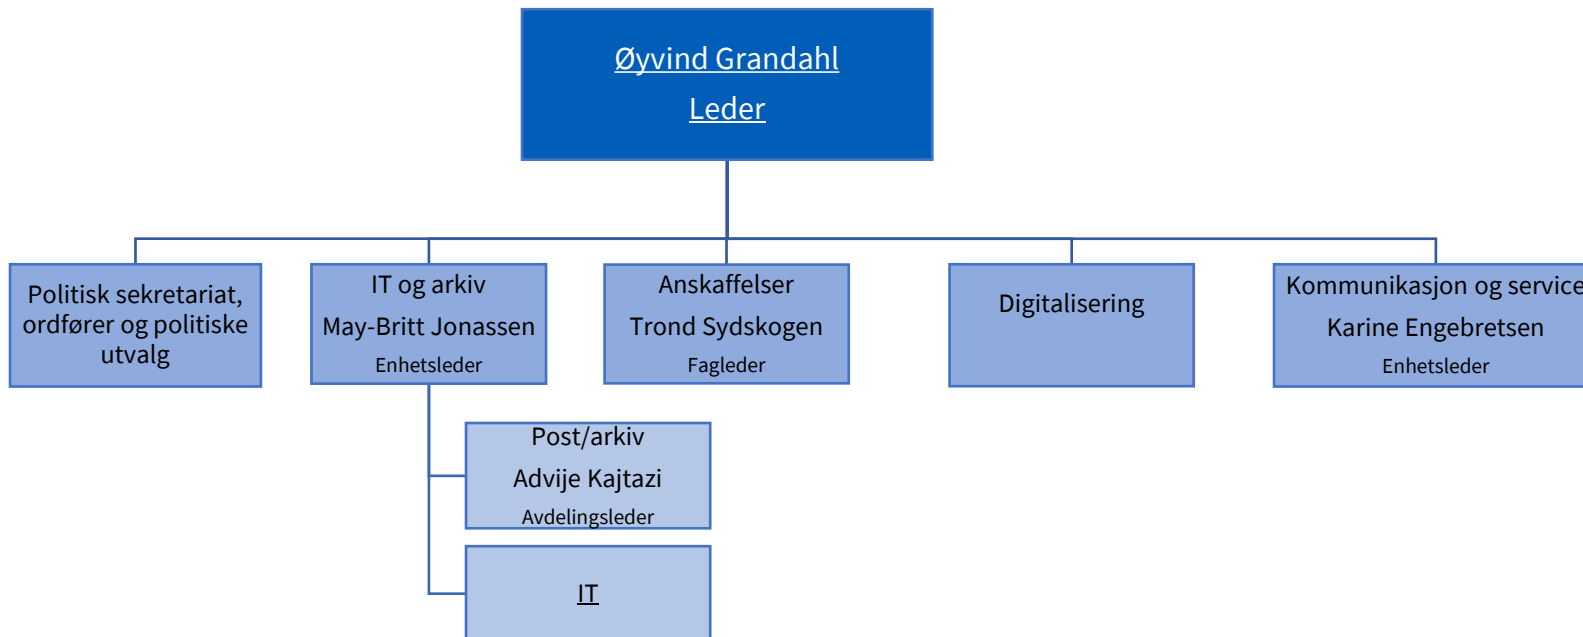 Øyvind Grandahl
Leder
Politisk sekretariat,
ordfører og politiske
utvalg
IT og arkiv
May-Britt Jonassen
Enhetsleder
Anskaffelser
Trond Sydskogen
Fagleder
Digitalisering
Kommunikasjon og service
Karine Engebretsen
Enhetsleder
Post/arkiv
Advije Kajtazi
Avdelingsleder
IT